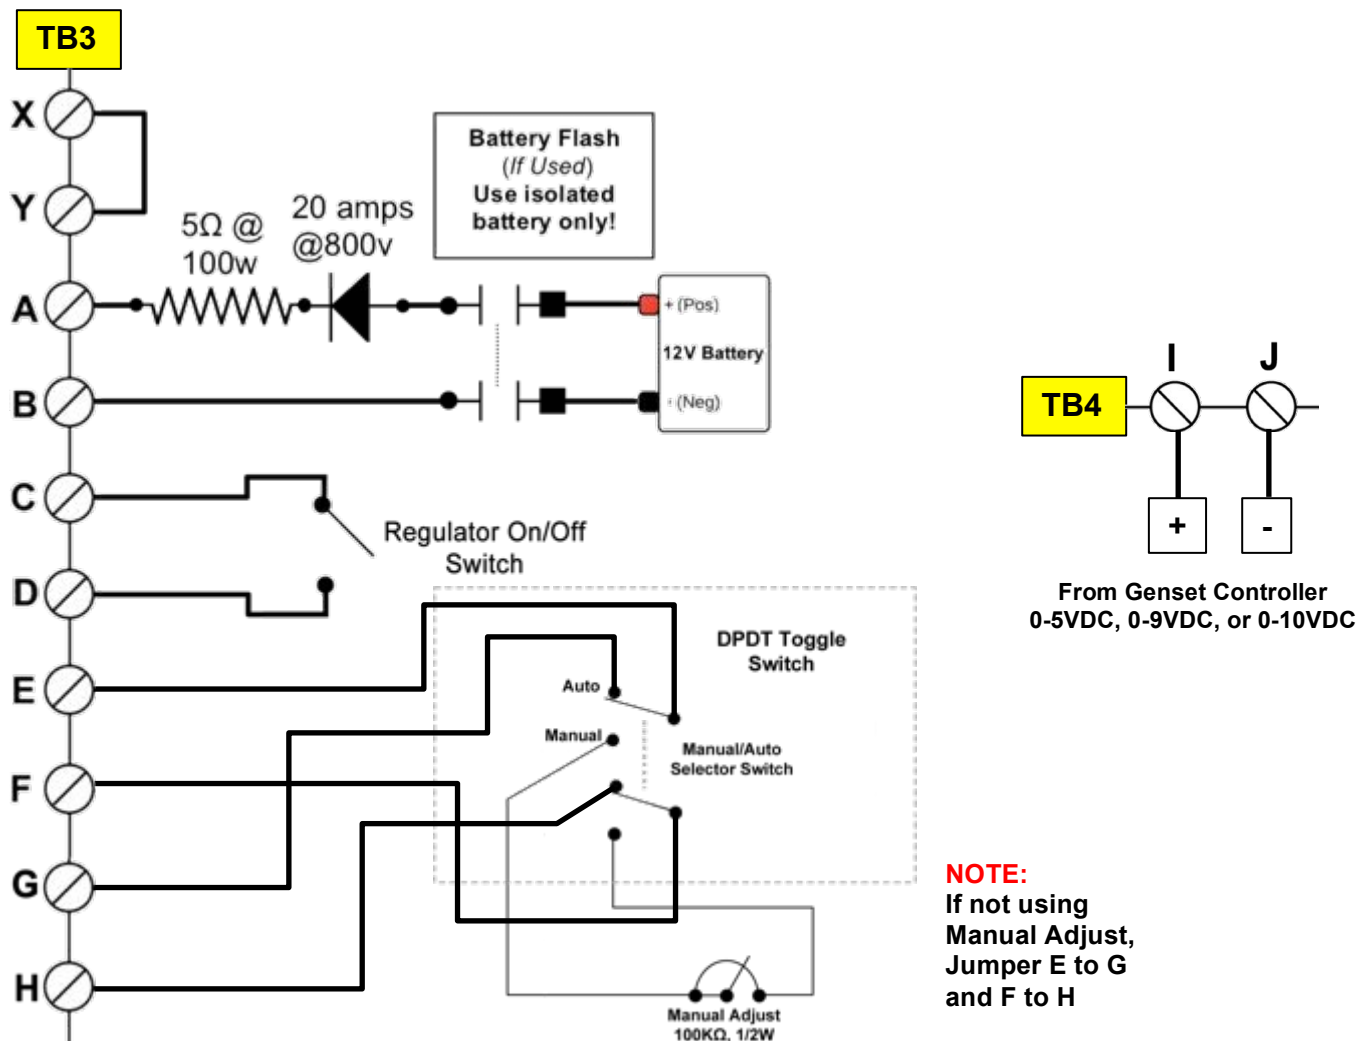 TB3
X
Y
A
B
C
D
E
F
G
H
5Ω @
100w
20 amps
@800v
Battery Flash
(If Used)
Use isolated
battery only!
+ (Pos)
12V Battery
- (Neg)
Regulator On/Off
Switch
DPDT Toggle
Switch
Auto
Manual
Manual/Auto
Selector Switch
Manual Adjust
100KΩ, 1/2W
I
J
TB4
+
-
From Genset Controller
0-5VDC, 0-9VDC, or 0-10VDC
NOTE:
If not using
Manual Adjust,
Jumper E to G
and F to H